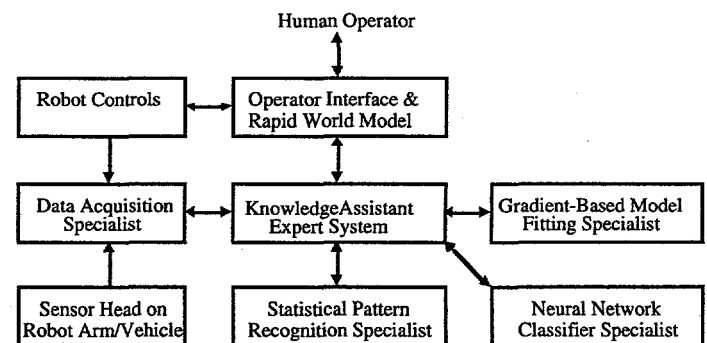 Human Operator
Robot Controls
Operator Interface &
Rapid World Model
Data Acquisition
Specialist
KnowledgeAssistant
Expert System
Gradient-Based Model
Fitting Specialist
Sensor Head on
Robot Arm/Vehicle
Statistical Pattern
Recognition Specialist
Neural Network
Classifier Specialist